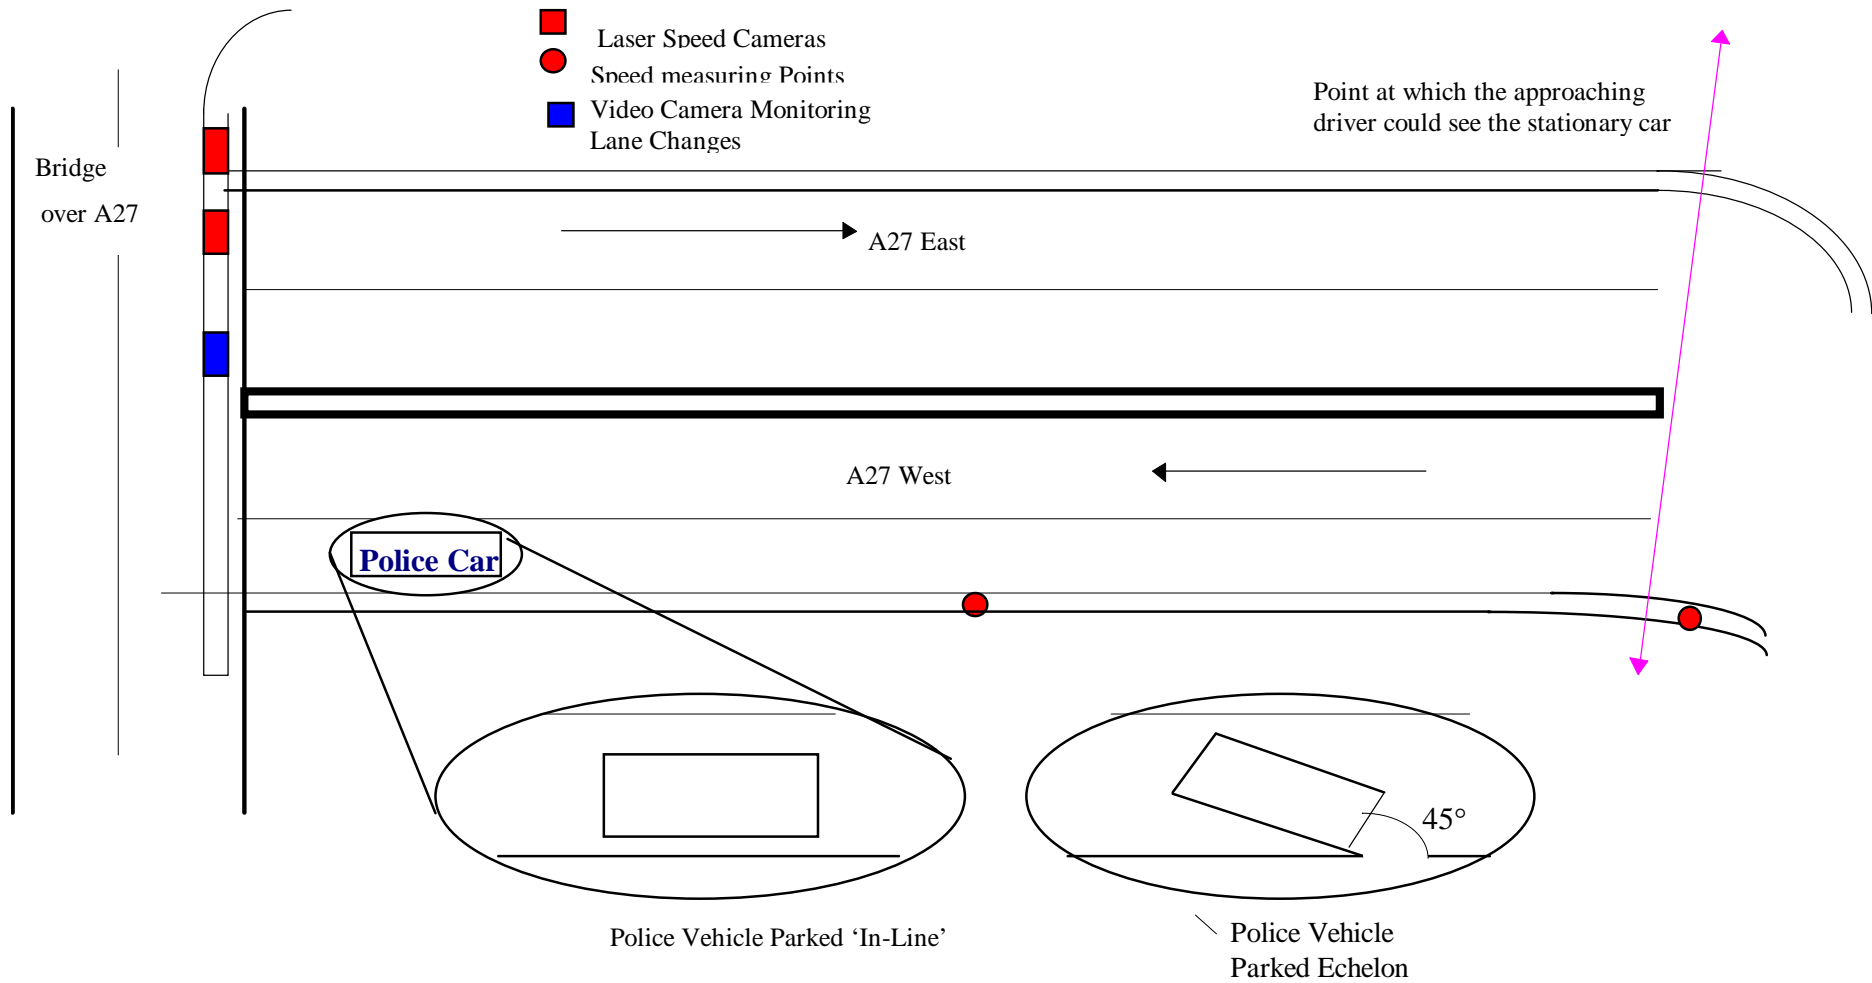 Laser Speed Cameras
Speed measuring Points
Video Camera Monitoring
Lane Changes
Point at which the approaching
driver could see the stationary car
Bridge
over A27
A27 East
A27 West
Police Car
45°
Police Vehicle Parked ‘In-Line’
Police Vehicle
Parked Echelon